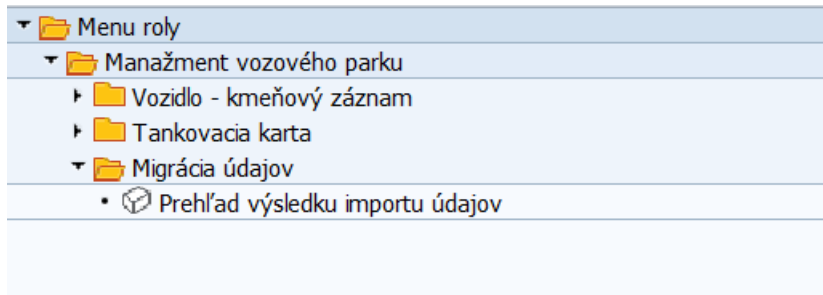 Menu roly
Manažment vozového parku
Vozidlo - kmeňový záznam
Tankovacia karta
Migrácia údajov
Prehľad výsledku importu údajov